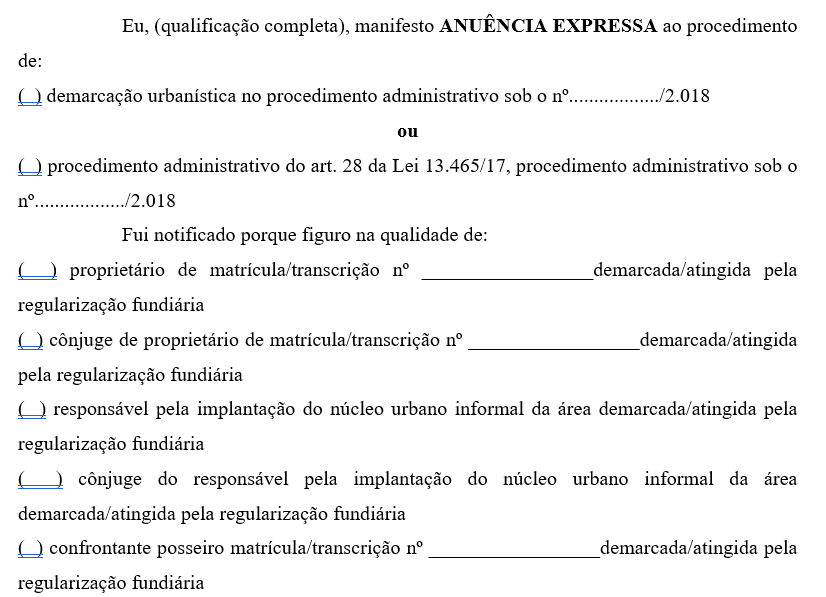 Eu, (qualificação completa), manifesto ANUÊNCIA EXPRESSA ao procedimento
de:
(  ) demarcação urbanística no procedimento administrativo sob o nº................../2.018
ou
(  ) procedimento administrativo do art. 28 da Lei 13.465/17, procedimento administrativo sob o
nº................../2.018
Fui notificado porque figuro na qualidade de:
(   ) proprietário de matrícula/transcrição nº __________________demarcada/atingida pela
regularização fundiária
(  ) cônjuge de proprietário de matrícula/transcrição nº __________________demarcada/atingida
pela regularização fundiária
(  ) responsável pela implantação do núcleo urbano informal da área demarcada/atingida pela
regularização fundiária
(   ) cônjuge do responsável pela implantação do núcleo urbano informal da área
demarcada/atingida pela regularização fundiária
(  ) confrontante posseiro matrícula/transcrição nº __________________demarcada/atingida pela
regularização fundiária